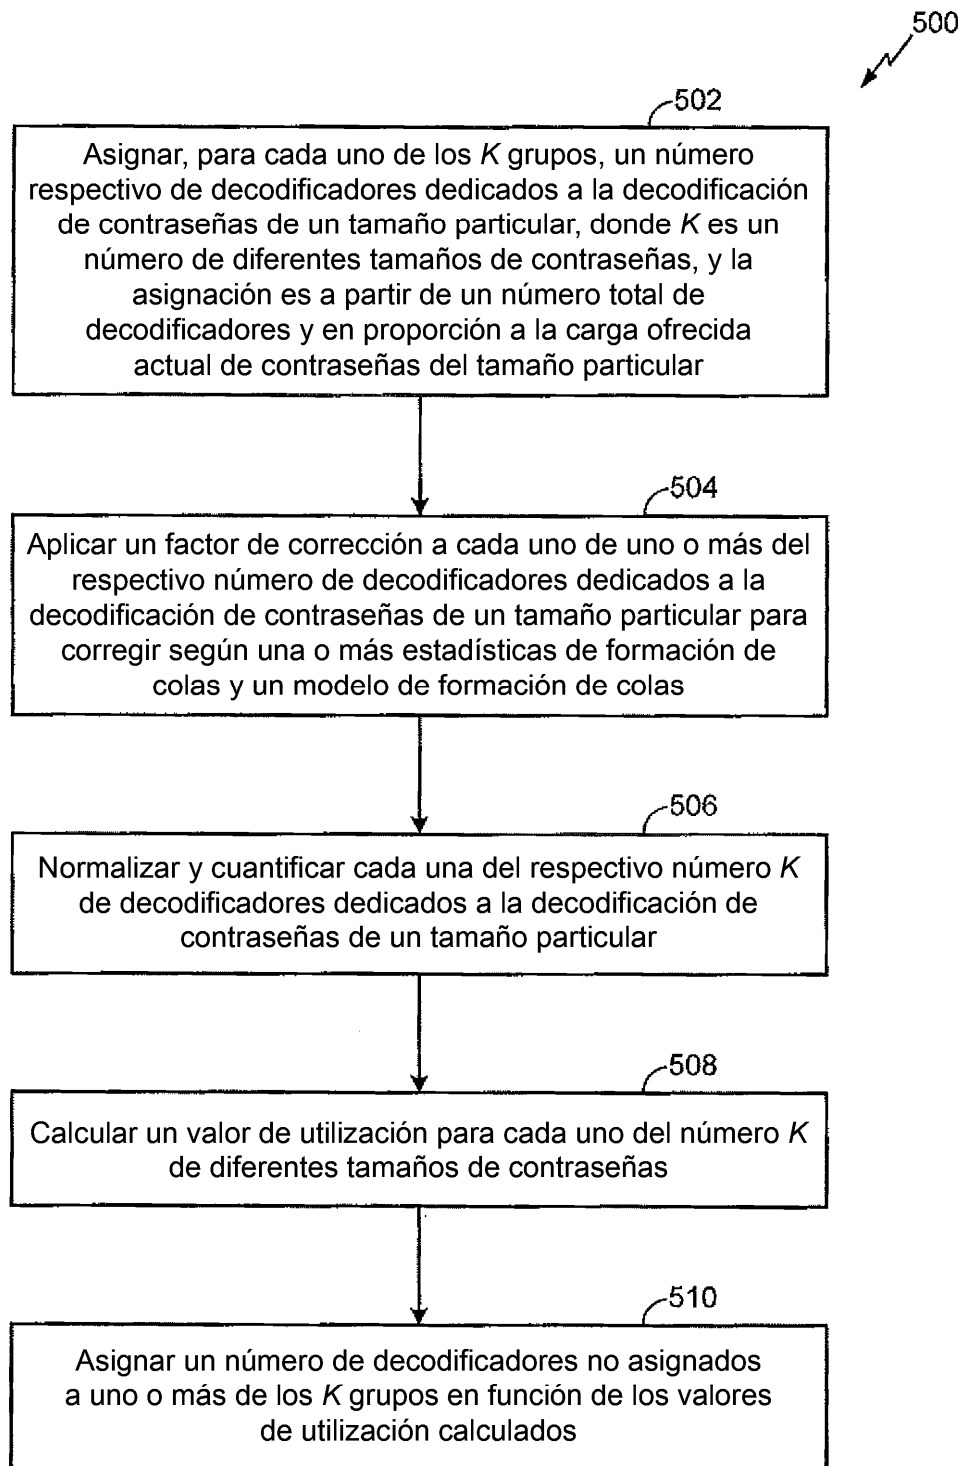 500
502
Asignar, para cada uno de los K grupos, un número
respectivo de decodificadores dedicados a la decodificación
de contraseñas de un tamaño particular, donde K es un
número de diferentes tamaños de contraseñas, y la
asignación es a partir de un número total de
decodificadores y en proporción a la carga ofrecida
actual de contraseñas del tamaño particular
504
Aplicar un factor de corrección a cada uno de uno o más del
respectivo número de decodificadores dedicados a la
decodificación de contraseñas de un tamaño particular para
corregir según una o más estadísticas de formación de
colas y un modelo de formación de colas
506
Normalizar y cuantificar cada una del respectivo número K
de decodificadores dedicados a la decodificación de
contraseñas de un tamaño particular
508
Calcular un valor de utilización para cada uno del número K
de diferentes tamaños de contraseñas
510
Asignar un número de decodificadores no asignados
a uno o más de los K grupos en función de los valores
de utilización calculados